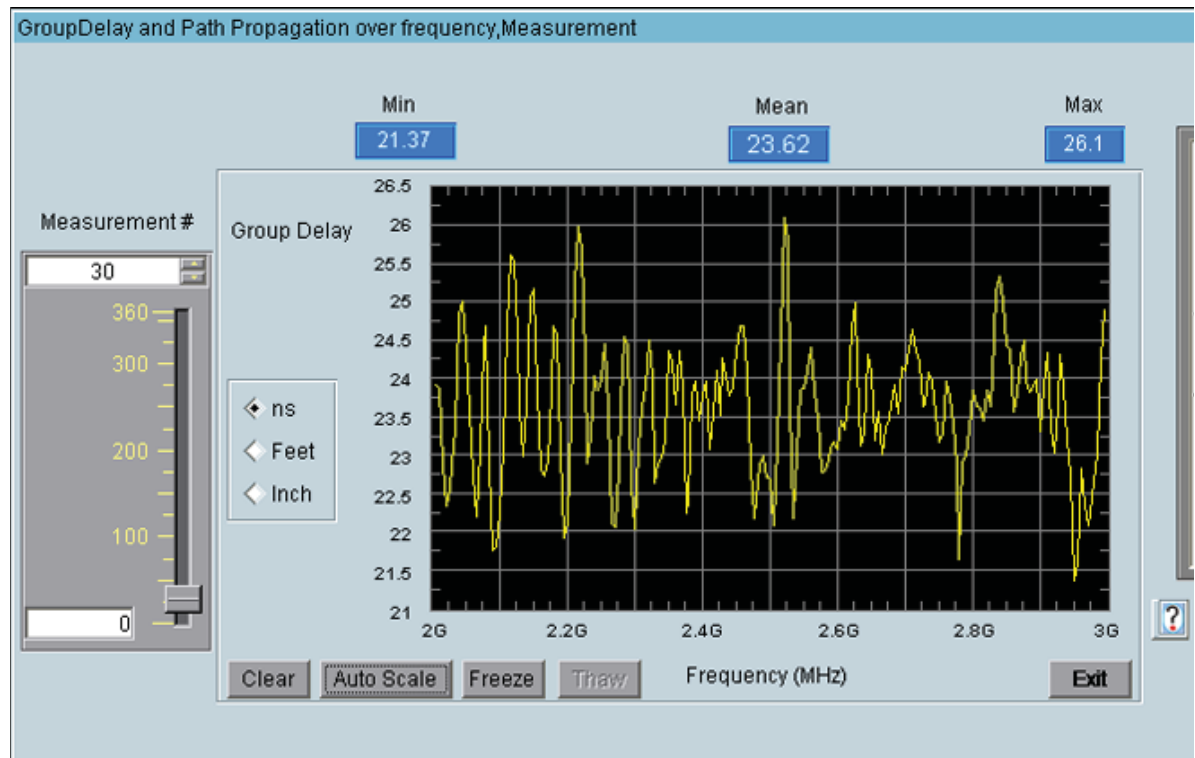 GroupDelay and Path Propagation over frequency,Measurement
Min
Mean
Max
21.37
23.62
26.1
Measurement #
30
360
300
200
100
0
Group Delay
ns
Feet
Inch
26.5
26
25.5
25
24.5
24
23.5
23
22.5
22
21.5
21
2G
2.2G
2.4G
2.6G
2.8G
3G
Frequency (MHz)
Clear
Auto Scale
Freeze
Thaw
Exit
?